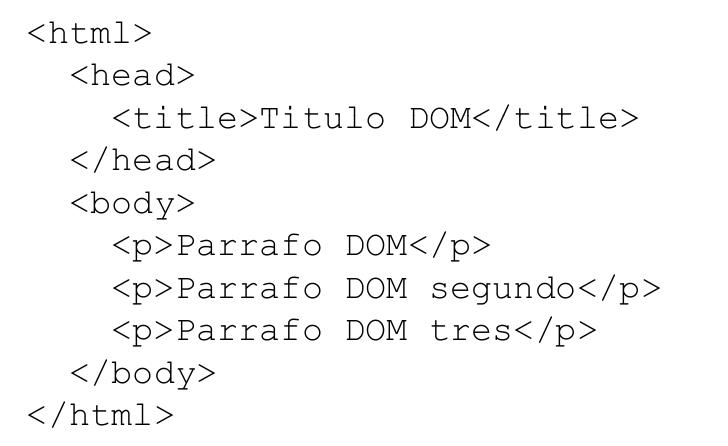 <html>
<head>
<title>Titulo DOM</title>
</head>
<body>
<p>Parrafo DOM</p>
<p>Parrafo DOM segundo</p>
<p>Parrafo DOM tres</p>
</body>
</html>